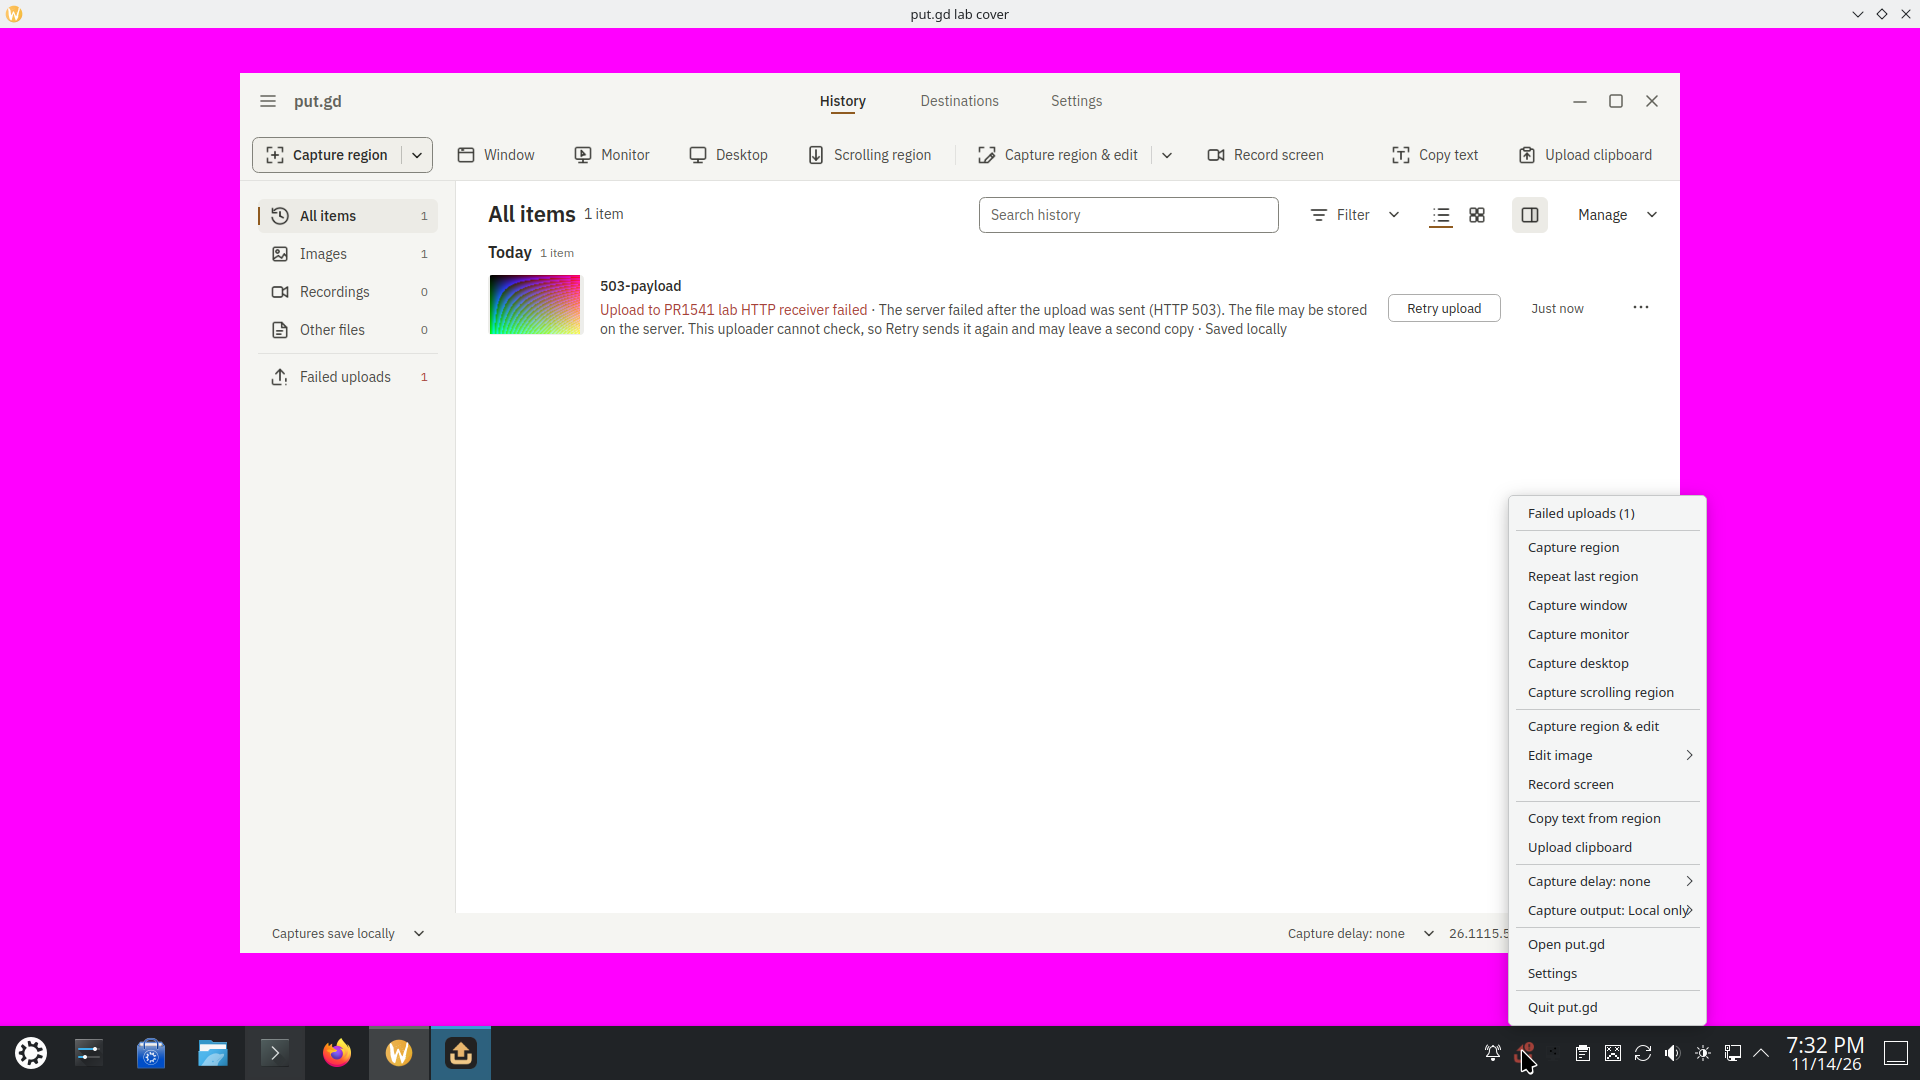 put.gd lab cover
put.gd
History
Destinations
Settings
Capture region
Window
Monitor
Desktop
Scrolling region
Capture region & edit
Record screen
Copy text
Upload clipboard
All items 1
Images 1
Recordings 0
Other files 0
Failed uploads 1
All items 1 item
Search history
Filter
Manage
Today 1 item
503-payload
Upload to PR1541 lab HTTP receiver failed · The server failed after the upload was sent (HTTP 503). The file may be stored
on the server. This uploader cannot check, so Retry sends it again and may leave a second copy · Saved locally
Retry upload
Just now
Failed uploads (1)
Capture region
Repeat last region
Capture window
Capture monitor
Capture desktop
Capture scrolling region
Capture region & edit
Edit image
Record screen
Copy text from region
Upload clipboard
Capture delay: none
Capture output: Local only
Open put.gd
Settings
Quit put.gd
Captures save locally
Capture delay: none
26.1115.5
7:32 PM
11/14/26